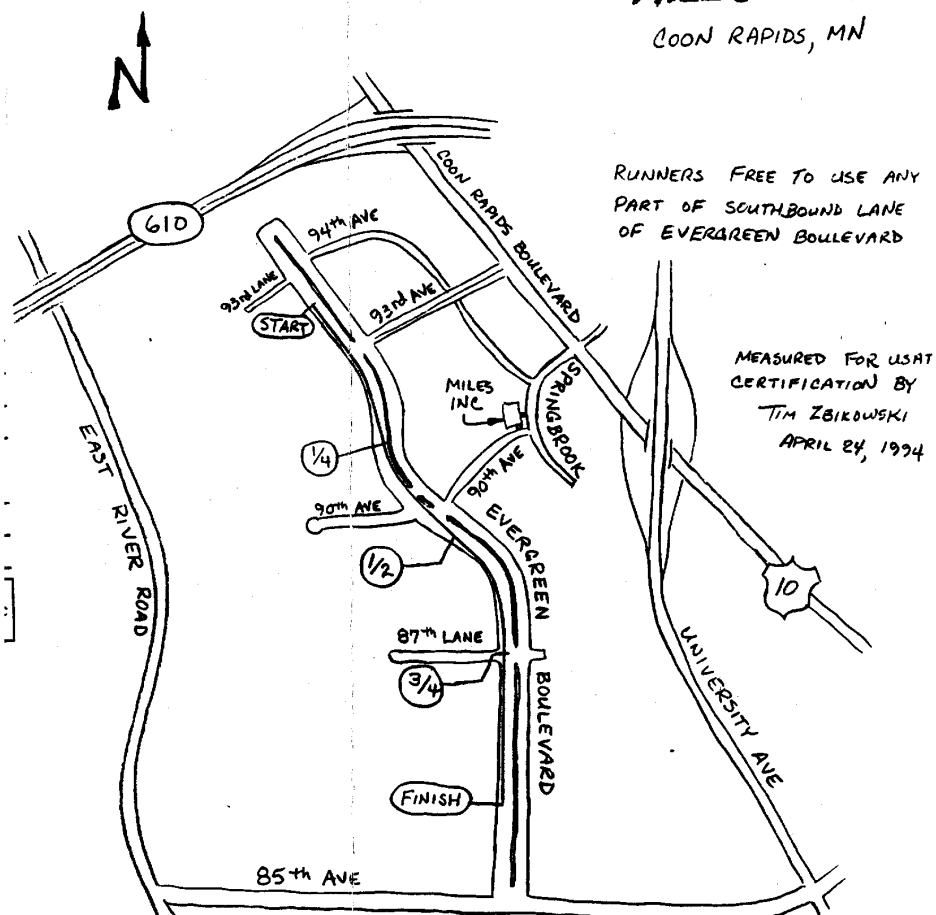 COON RAPIDS, MN
N
RUNNERS FREE TO USE ANY
PART OF SOUTHBOUND LANE
OF EVERGREEN BOULEVARD
COON RAPIDS BOULEVARD
610
94th AVE
93rd LANE
START
93rd AVE
MEASURED FOR USAT
CERTIFICATION BY
TIM ZBIKOWSKI
APRIL 24, 1994
MILES
INC
SPRINGBROOK
1/4
90th AVE
90th AVE
EAST RIVER ROAD
EVERGREEN BOULEVARD
1/2
10
87th LANE
3/4
UNIVERSITY AVE
FINISH
85th AVE